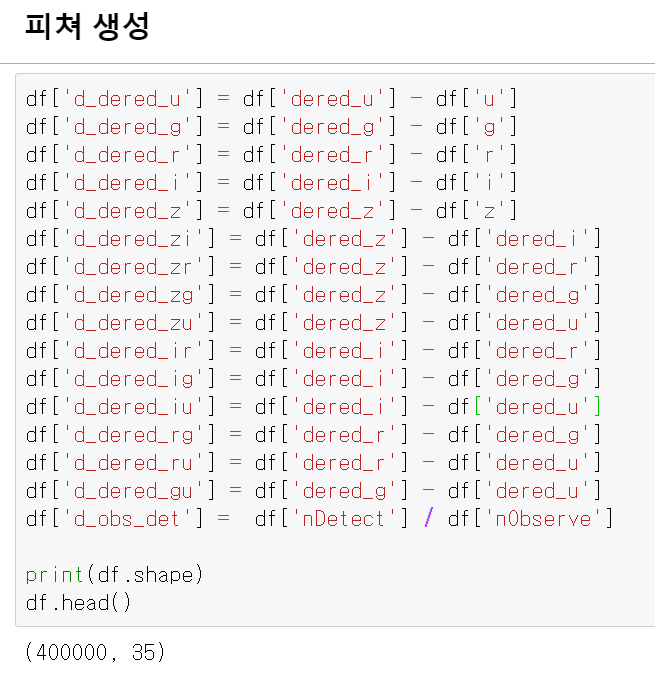 피쳐 생성
df['d_dered_u'] = df['dered_u'] - df['u']
df['d_dered_g'] = df['dered_g'] - df['g']
df['d_dered_r'] = df['dered_r'] - df['r']
df['d_dered_i'] = df['dered_i'] - df['i']
df['d_dered_z'] = df['dered_z'] - df['z']
df['d_dered_zi'] = df['dered_z'] - df['dered_i']
df['d_dered_zr'] = df['dered_z'] - df['dered_r']
df['d_dered_zg'] = df['dered_z'] - df['dered_g']
df['d_dered_zu'] = df['dered_z'] - df['dered_u']
df['d_dered_ir'] = df['dered_i'] - df['dered_r']
df['d_dered_ig'] = df['dered_i'] - df['dered_g']
df['d_dered_iu'] = df['dered_i'] - df['dered_u']
df['d_dered_rg'] = df['dered_r'] - df['dered_g']
df['d_dered_ru'] = df['dered_r'] - df['dered_u']
df['d_dered_gu'] = df['dered_g'] - df['dered_u']
df['d_obs_det'] =  df['nDetect'] / df['nObserve']
print(df.shape)
df.head()
(400000, 35)